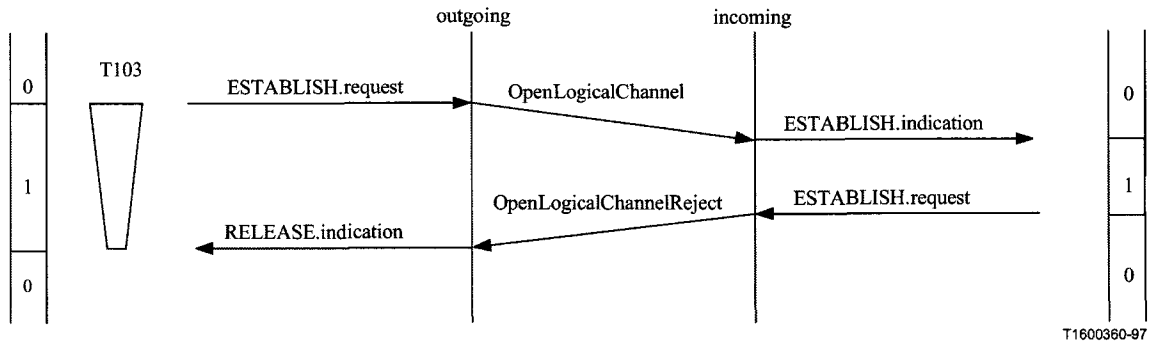 outgoing
incoming
T103
0
ESTABLISH.request
OpenLogicalChannel
0
ESTABLISH.indication
1
OpenLogicalChannelReject
ESTABLISH.request
1
RELEASE.indication
0
0
T1600360-97